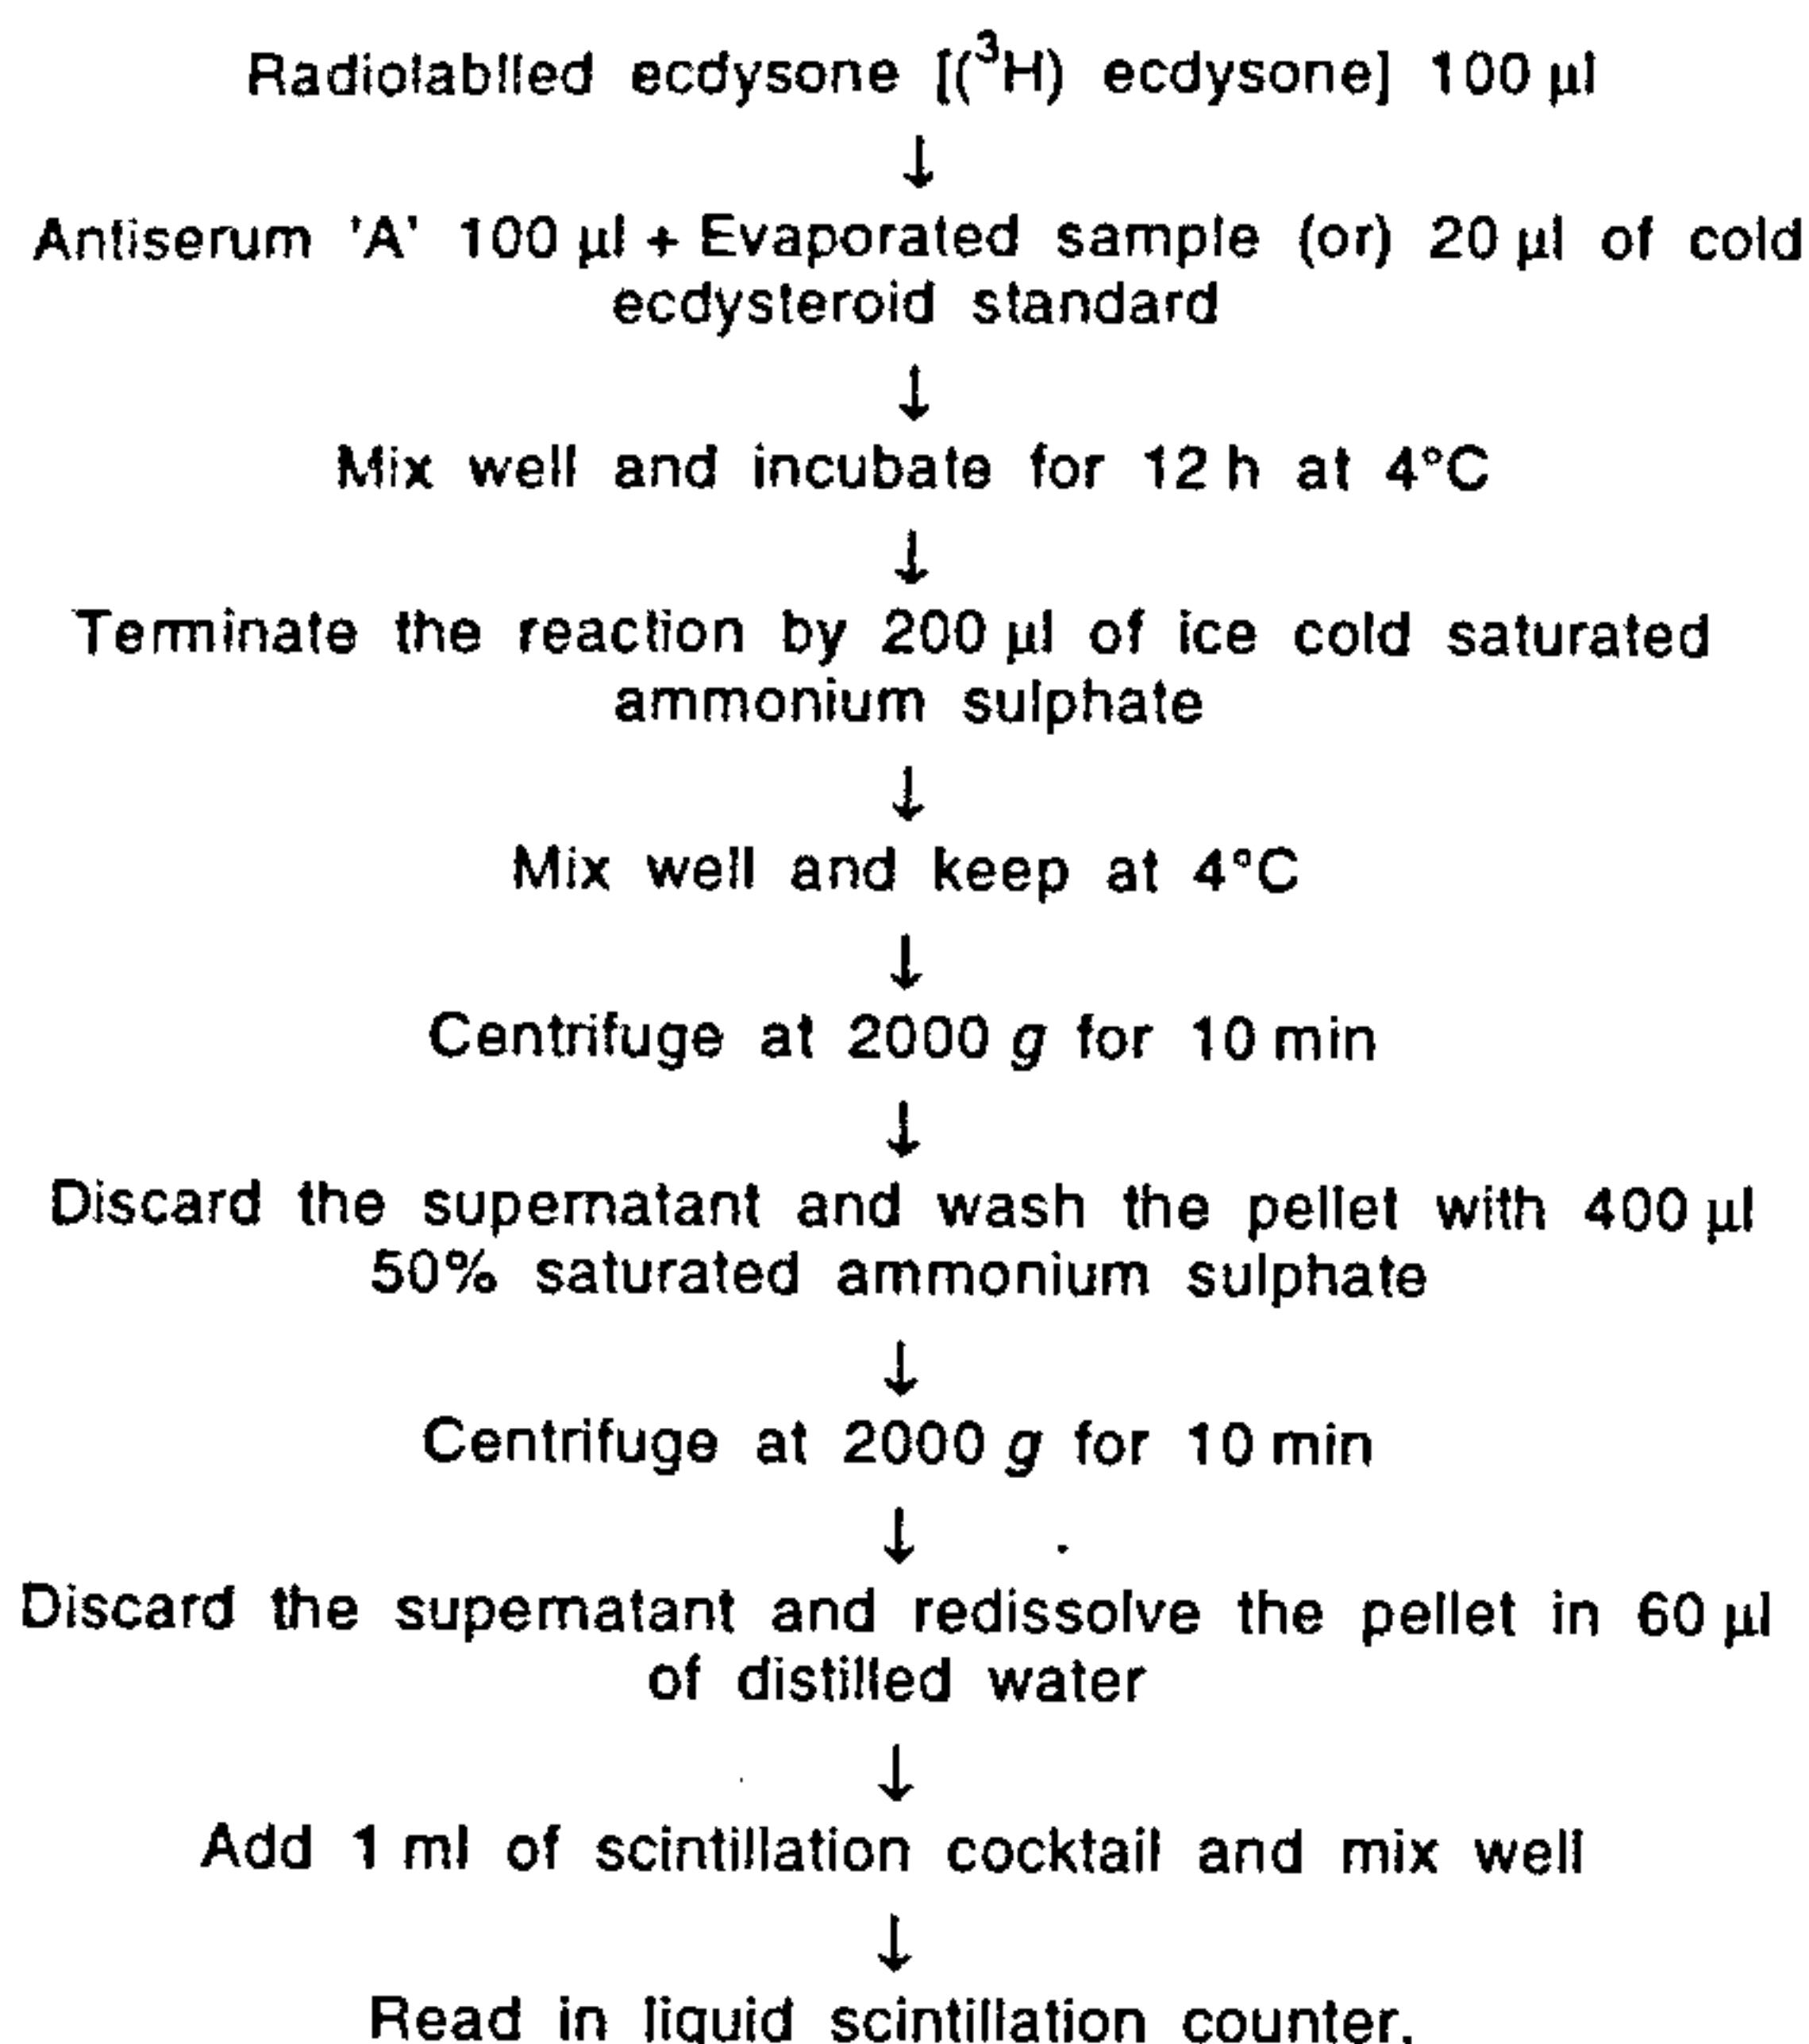 Radiolablled ecdysone [(³H) ecdysone] 100 µl
↓
Antiserum 'A' 100 µl + Evaporated sample (or) 20 µl of cold
ecdysteroid standard
↓
Mix well and incubate for 12 h at 4°C
↓
Terminate the reaction by 200 µl of ice cold saturated
ammonium sulphate
↓
Mix well and keep at 4°C
↓
Centrifuge at 2000 g for 10 min
↓
Discard the supernatant and wash the pellet with 400 µl
50% saturated ammonium sulphate
↓
Centrifuge at 2000 g for 10 min
↓
Discard the supernatant and redissolve the pellet in 60 µl
of distilled water
↓
Add 1 ml of scintillation cocktail and mix well
↓
Read in liquid scintillation counter.